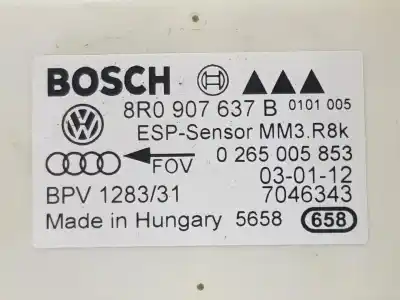 BOSCH
8R0 907 637 B 0101 005
ESP-Sensor MM3.R8k
FOV 0 265 005 853
03-01-12
BPV 1283/31 7046343
Made in Hungary 5658 658